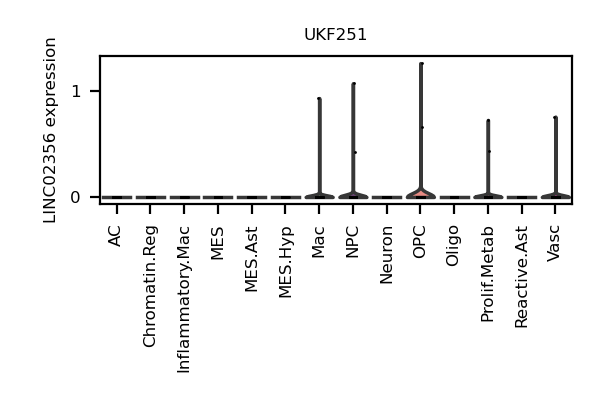 UKF251
LINC02356 expression
1
0
AC
Chromatin.Reg
Inflammatory.Mac
MES
MES.Ast
MES.Hyp
Mac
NPC
Neuron
OPC
Oligo
Prolif.Metab
Reactive.Ast
Vasc